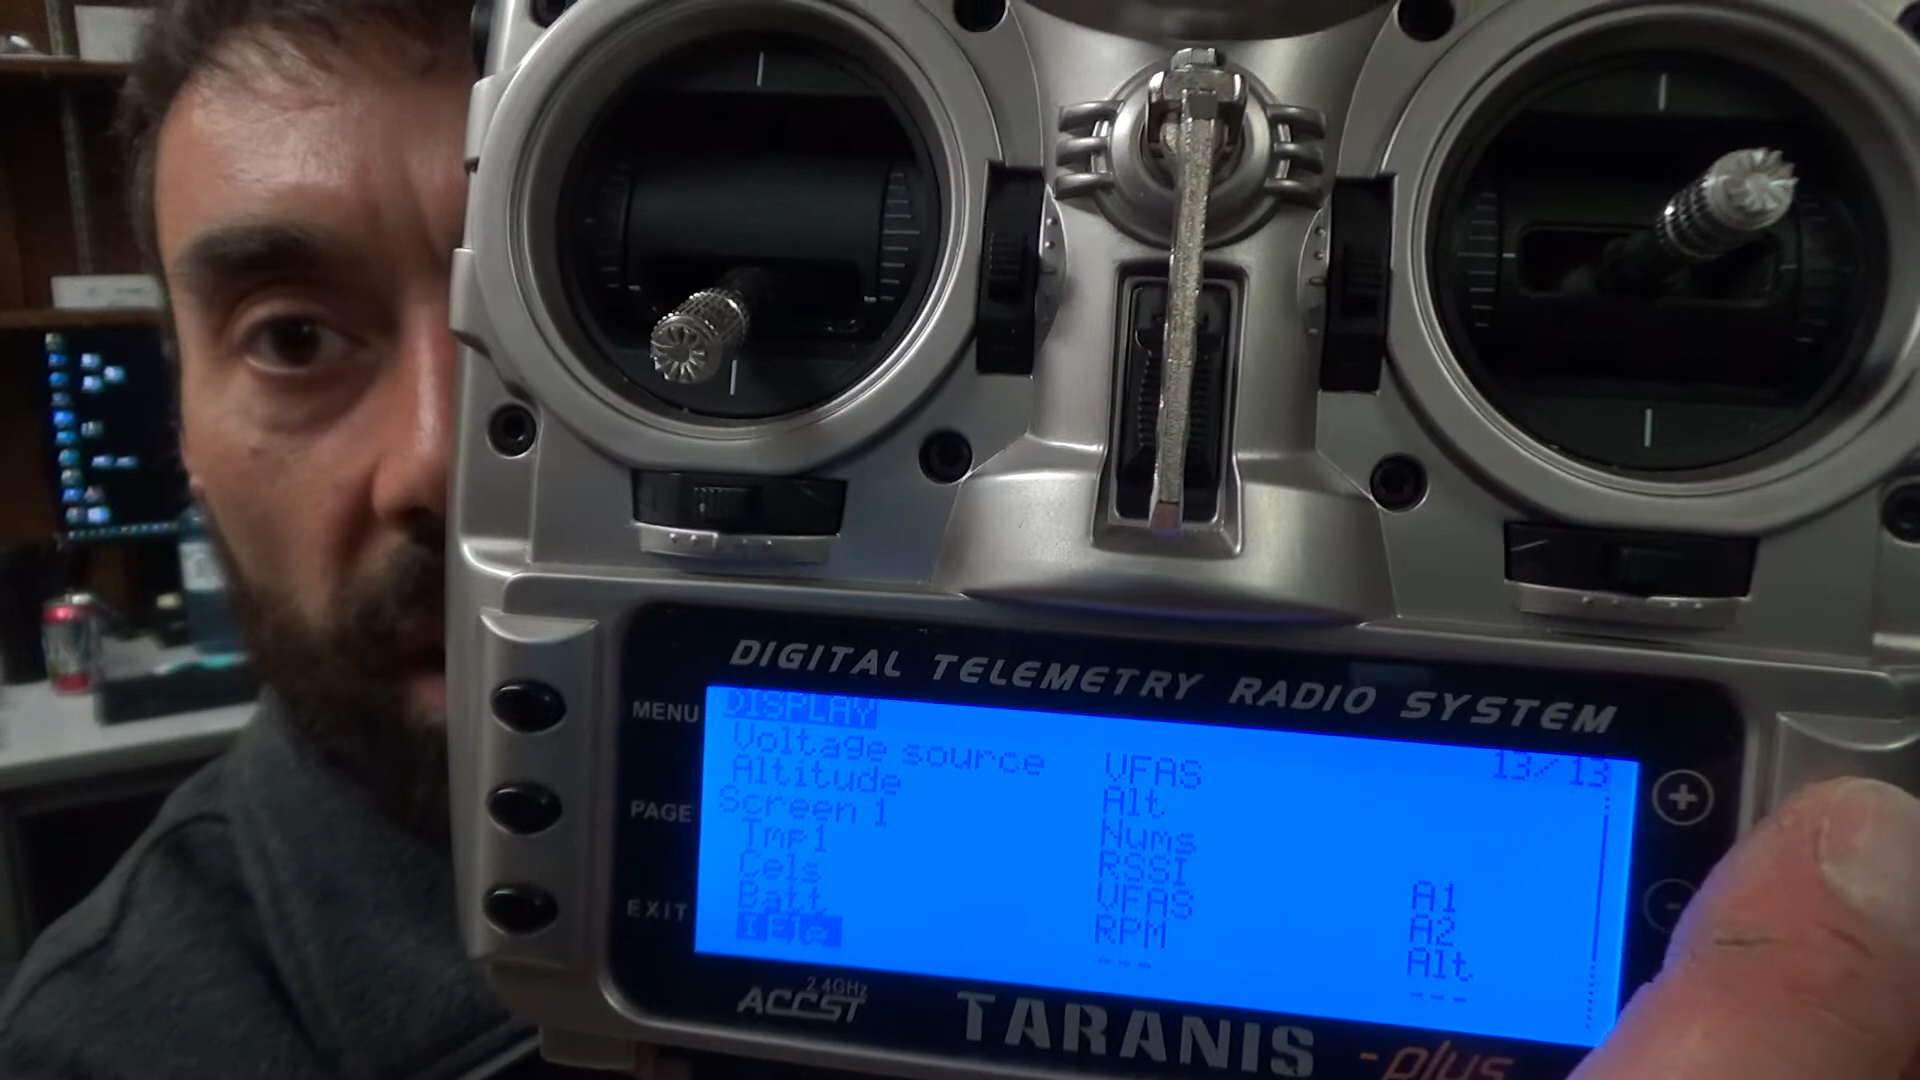 DIGITAL TELEMETRY RADIO SYSTEM
MENU
PAGE
EXIT
DISPLAY 13/13
Voltage source VFAS
Altitude Alt
Screen 1 Nums
Tmp1 RSSI A1
Cels VFAS A2
Batt RPM Alt
--- ---
+
-
2.4GHz
ACCST
TARANIS
-plus